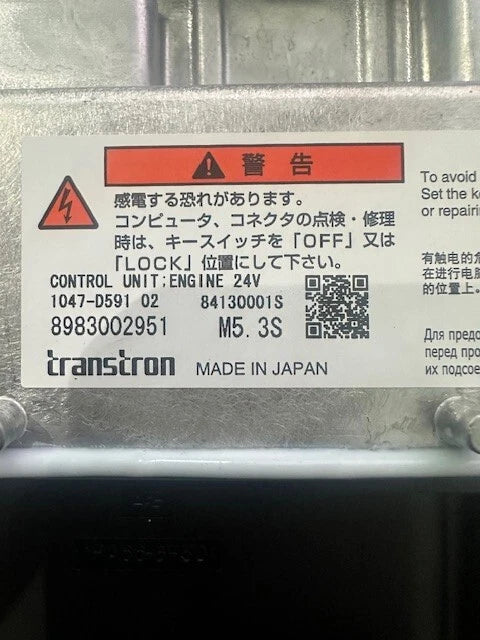 警告
感電する恐れがあります。
コンピュータ、コネクタの点検・修理
時は、キースイッチを「OFF」又は
「LOCK」位置にして下さい。
CONTROL UNIT:ENGINE 24V
1047-D591 02 84130001S
8983002951 M5.3S
transtron MADE IN JAPAN
To avoid
Set the ke
or repairin
有触电的危
在进行电脑
的位置上。
Для предо
перед про
их подсое